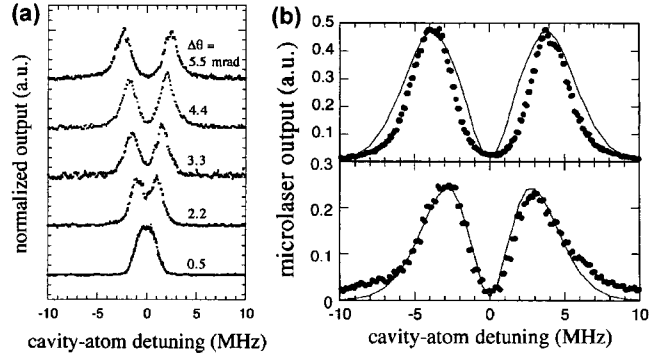 (a)
normalized output (a.u.)
Δθ =
5.5 mrad
4.4
3.3
2.2
0.5
-10 -5 0 5 10
cavity-atom detuning (MHz)
(b)
microlaser output (a.u.)
0.5
0.4
0.3
0.2
0.1
0.3
0.2
0.1
0
-10 -5 0 5 10
cavity-atom detuning (MHz)